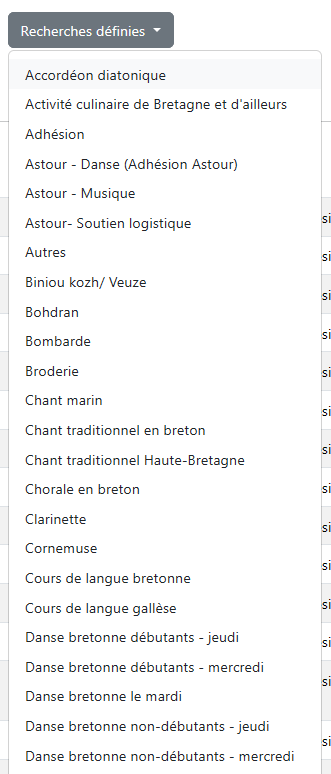 Recherches définies
Accordéon diatonique
Activité culinaire de Bretagne et d'ailleurs
Adhésion
Astour - Danse (Adhésion Astour)
Astour - Musique
Astour- Soutien logistique
Autres
Biniou kozh/ Veuze
Bohdran
Bombarde
Broderie
Chant marin
Chant traditionnel en breton
Chant traditionnel Haute-Bretagne
Chorale en breton
Clarinette
Cornemuse
Cours de langue bretonne
Cours de langue gallèse
Danse bretonne débutants - jeudi
Danse bretonne débutants - mercredi
Danse bretonne le mardi
Danse bretonne non-débutants - jeudi
Danse bretonne non-débutants - mercredi